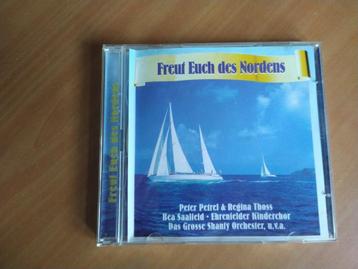 Freut Euch des Nordens
Freut Euch des Nordens
Peter Petrel & Regina Thoss
Bea Saalfeld · Ehrenfelder Kinderchor
Das Grosse Shanty Orchester, u.v.a.